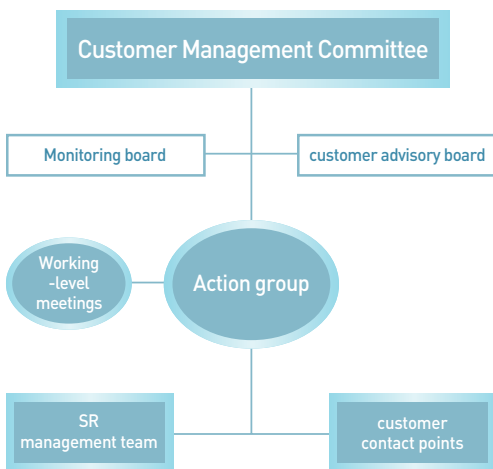 Customer Management Committee
Monitoring board
customer advisory board
Working
-level
meetings
Action group
SR
management team
customer
contact points